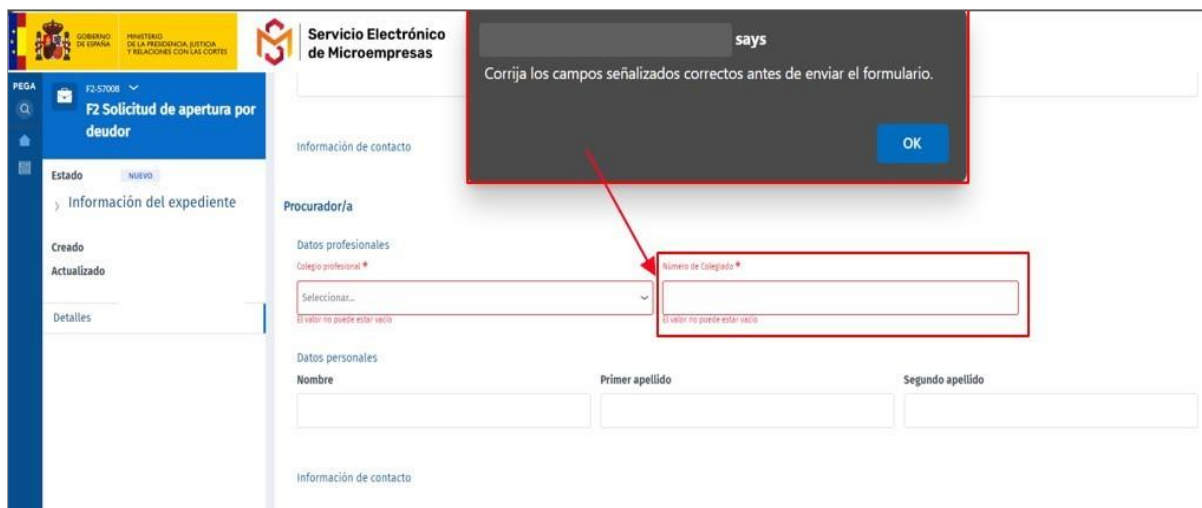 GOBIERNO
DE ESPAÑA
MINISTERIO
DE LA PRESIDENCIA, JUSTICIA
Y RELACIONES CON LAS CORTES
Servicio Electrónico
de Microempresas
says
Corrija los campos señalizados correctos antes de enviar el formulario.
OK
PEGA
F2-57008
F2 Solicitud de apertura por
deudor
Estado NUEVO
Información del expediente
Creado
Actualizado
Detalles
Información de contacto
Procurador/a
Datos profesionales
Colegio profesional * Número de Colegiado *
Seleccionar...
El valor no puede estar vacío El valor no puede estar vacío
Datos personales
Nombre Primer apellido Segundo apellido
Información de contacto